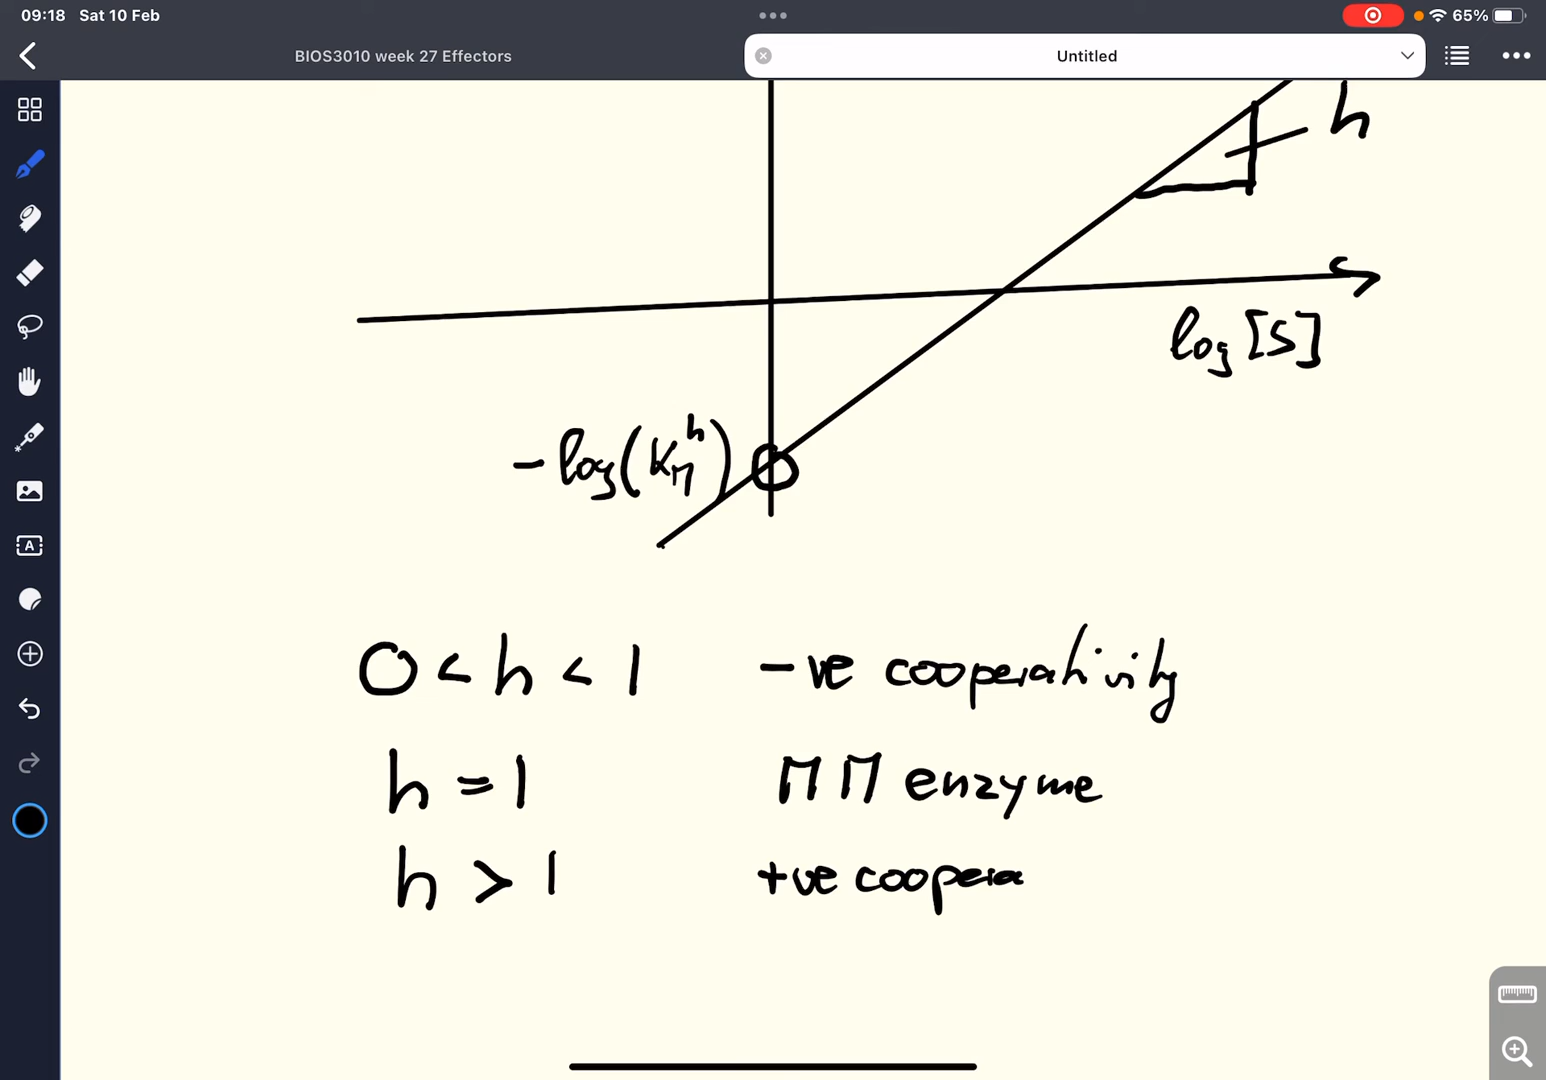 09:18 Sat 10 Feb
65%
BIOS3010 week 27 Effectors
Untitled
h
log [S]
-log(K_M^h)
0 < h < 1 -ve cooperativity
h = 1 MM enzyme
h > 1 +ve coopera